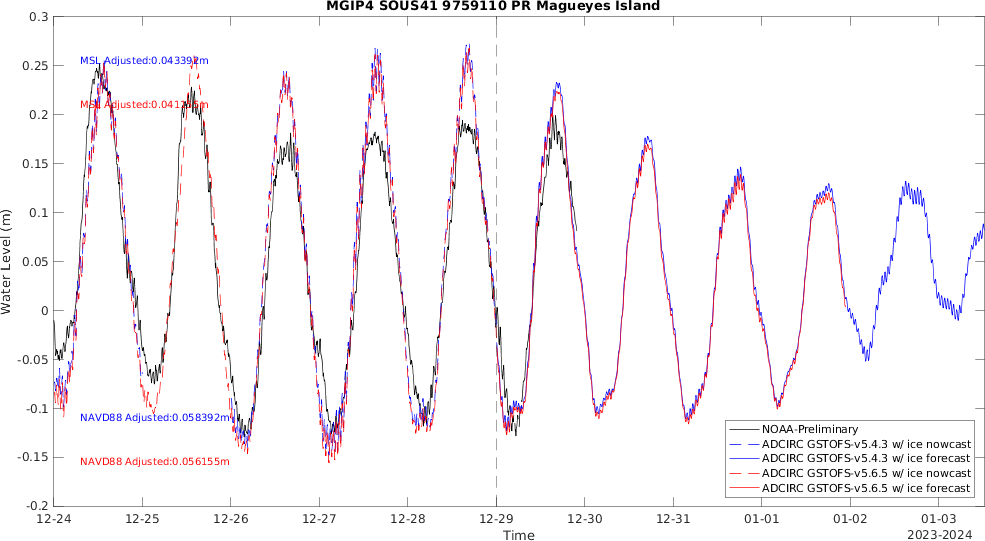 MGIP4 SOUS41 9759110 PR Magueyes Island
0.3
0.25
0.2
0.15
0.1
0.05
0
-0.05
-0.1
-0.15
-0.2
Water Level (m)
MSL Adjusted:0.043392m
MSL
NAVD88 Adjusted:0.058392m
NAVD88 Adjusted:0.056155m
NOAA-Preliminary
ADCIRC GSTOFS-v5.4.3 w/ ice nowcast
ADCIRC GSTOFS-v5.4.3 w/ ice forecast
ADCIRC GSTOFS-v5.6.5 w/ ice nowcast
ADCIRC GSTOFS-v5.6.5 w/ ice forecast
12-24 12-25 12-26 12-27 12-28 12-29 12-30 12-31 01-01 01-02 01-03
Time
2023-2024